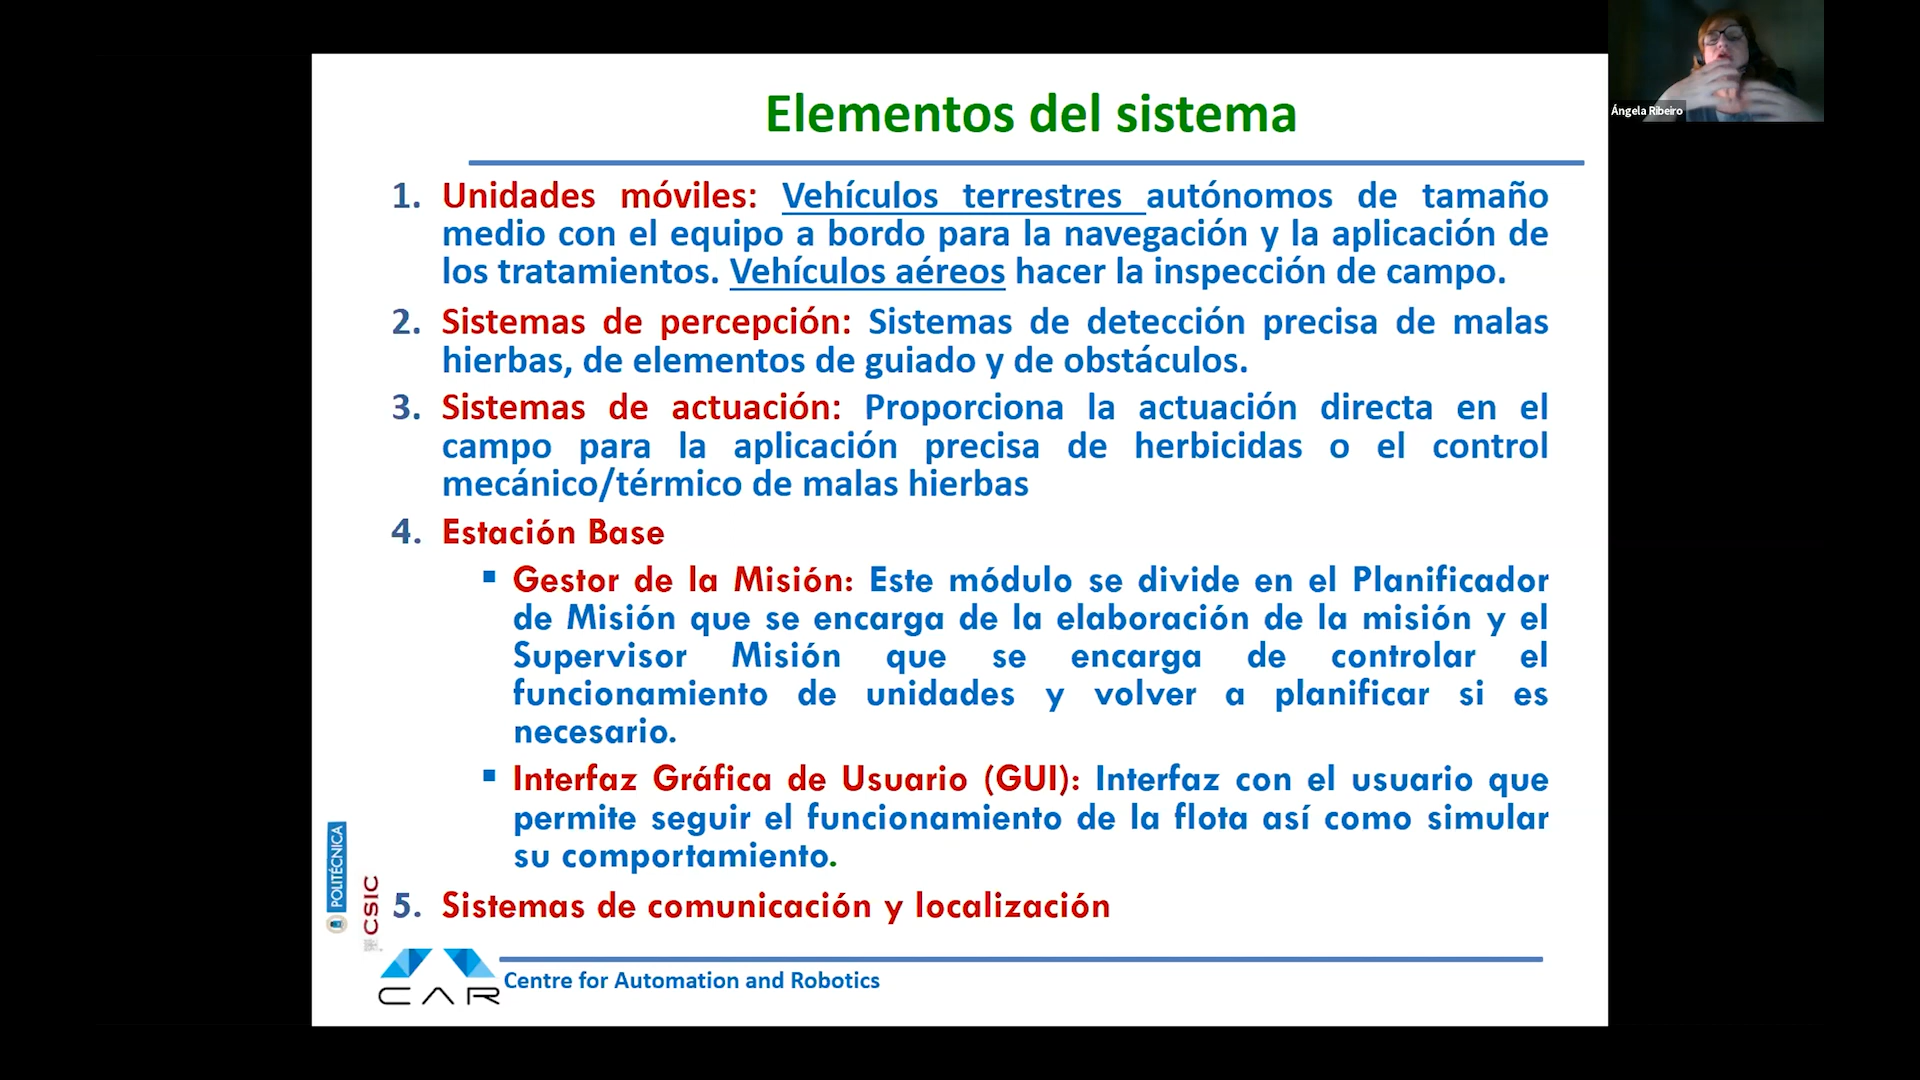 Elementos del sistema
Ángela Ribeiro
1. Unidades móviles: Vehículos terrestres autónomos de tamaño
medio con el equipo a bordo para la navegación y la aplicación de
los tratamientos. Vehículos aéreos hacer la inspección de campo.
2. Sistemas de percepción: Sistemas de detección precisa de malas
hierbas, de elementos de guiado y de obstáculos.
3. Sistemas de actuación: Proporciona la actuación directa en el
campo para la aplicación precisa de herbicidas o el control
mecánico/térmico de malas hierbas
4. Estación Base
▪ Gestor de la Misión: Este módulo se divide en el Planificador
de Misión que se encarga de la elaboración de la misión y el
Supervisor Misión que se encarga de controlar el
funcionamiento de unidades y volver a planificar si es
necesario.
▪ Interfaz Gráfica de Usuario (GUI): Interfaz con el usuario que
permite seguir el funcionamiento de la flota así como simular
su comportamiento.
5. Sistemas de comunicación y localización
POLITÉCNICA
CSIC
CAR
Centre for Automation and Robotics